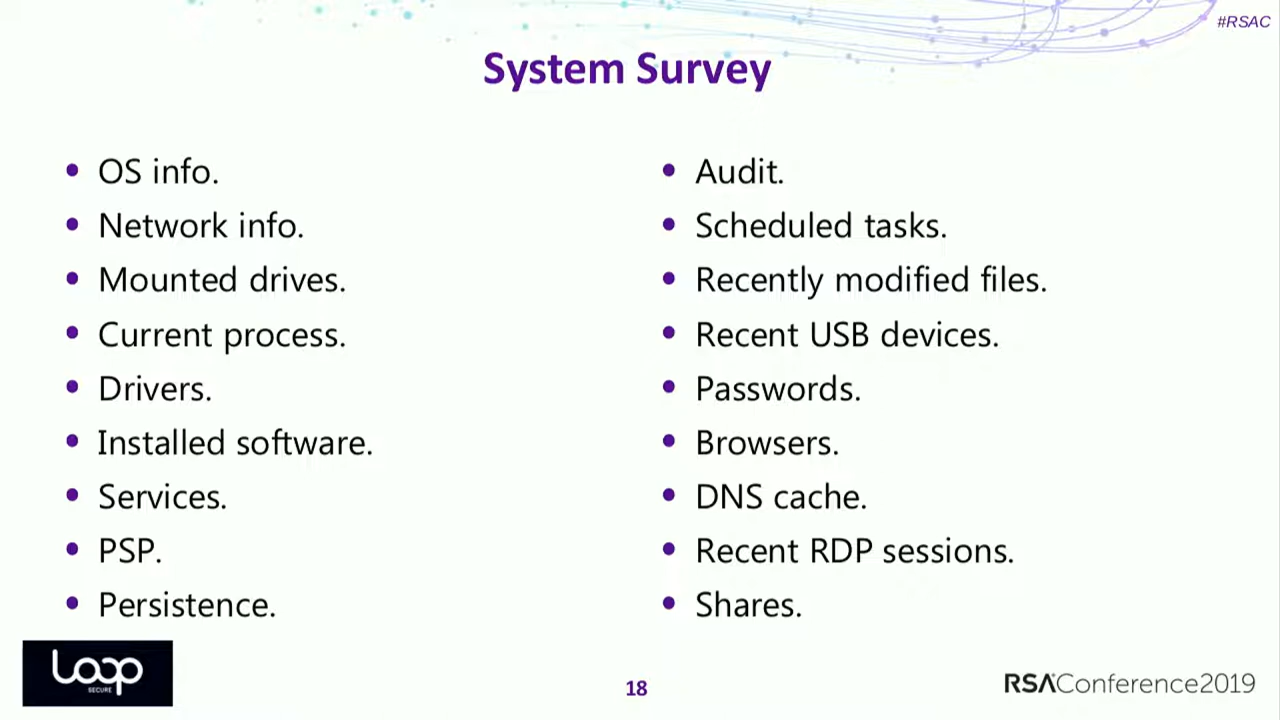 #RSAC
System Survey
• OS info.
• Network info.
• Mounted drives.
• Current process.
• Drivers.
• Installed software.
• Services.
• PSP.
• Persistence.
• Audit.
• Scheduled tasks.
• Recently modified files.
• Recent USB devices.
• Passwords.
• Browsers.
• DNS cache.
• Recent RDP sessions.
• Shares.
Loop
SECURE
18
RSAConference2019